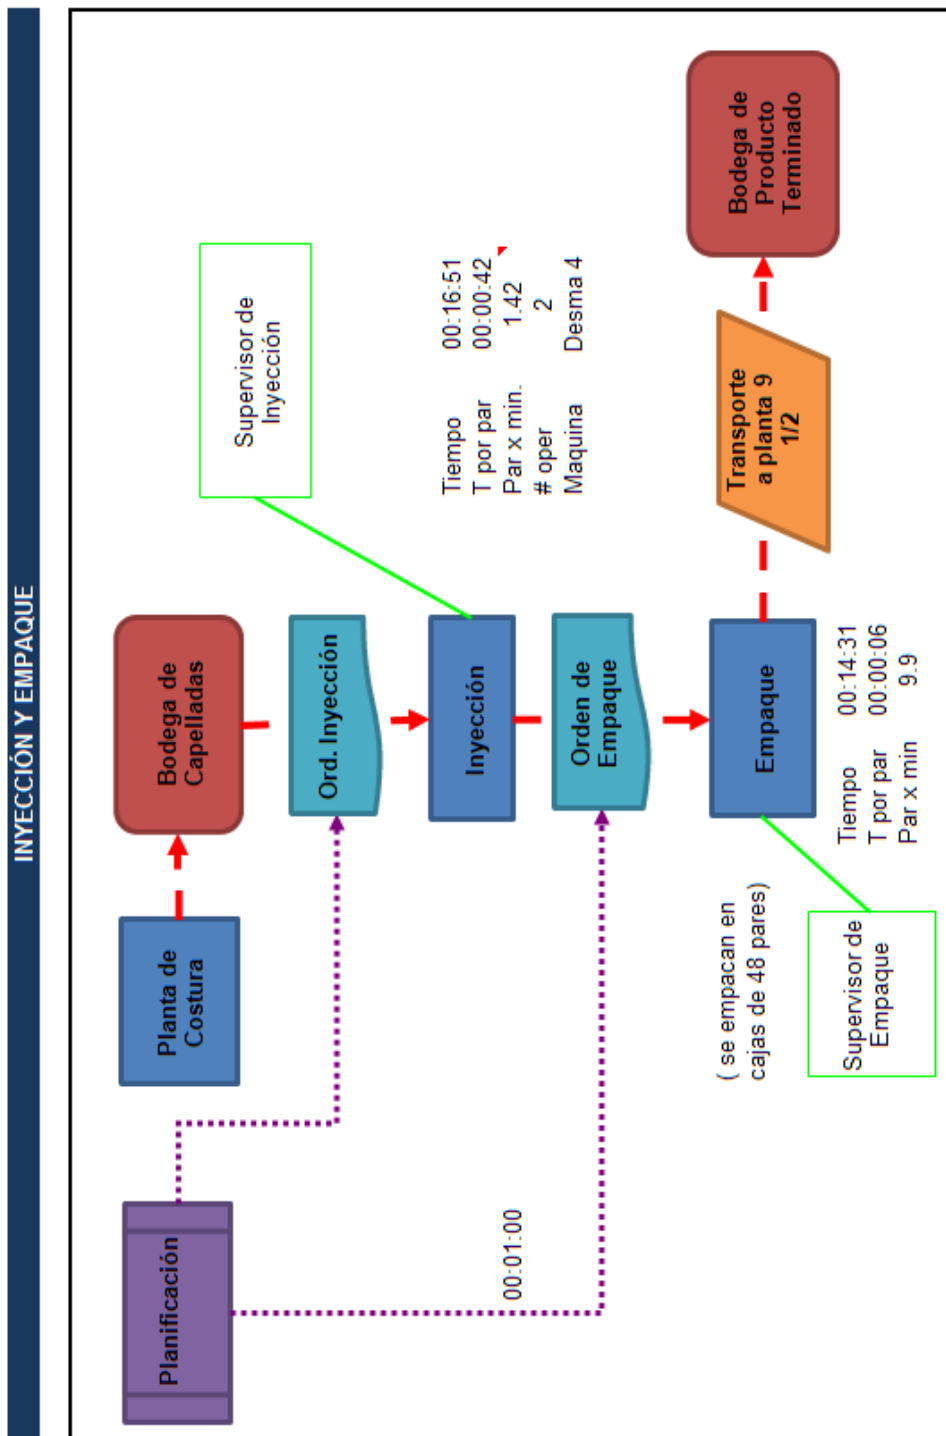 INYECCIÓN Y EMPAQUE
Planificación
Planta de
Costura
Bodega de
Capelladas
Ord. Inyección
Supervisor de
Inyección
Inyección
Tiempo 00:16:51
T por par 00:00:42
Par x min. 1.42
# oper 2
Maquina Desma 4
00:01:00
Orden de
Empaque
( se empacan en
cajas de 48 pares)
Empaque
Transporte
a planta 9
1/2
Bodega de
Producto
Terminado
Supervisor de
Empaque
Tiempo 00:14:31
T por par 00:00:06
Par x min 9.9